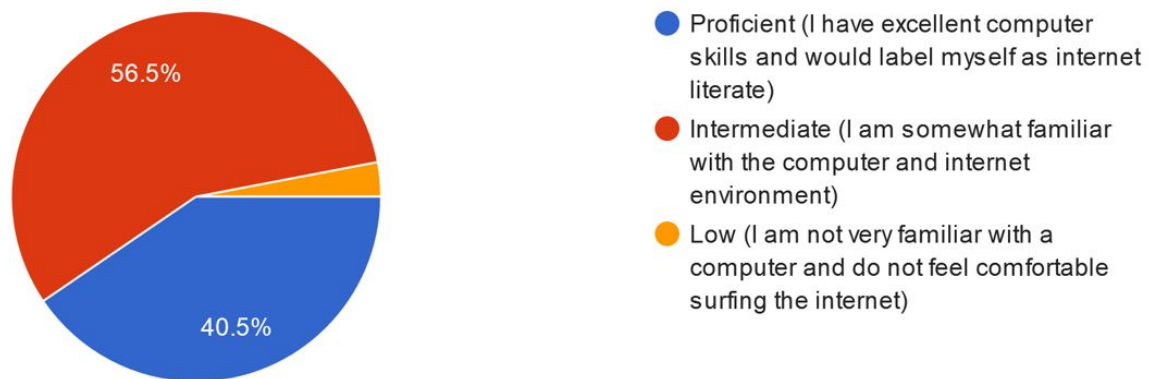 56.5%
40.5%
Proficient (I have excellent computer
skills and would label myself as internet
literate)
Intermediate (I am somewhat familiar
with the computer and internet
environment)
Low (I am not very familiar with a
computer and do not feel comfortable
surfing the internet)